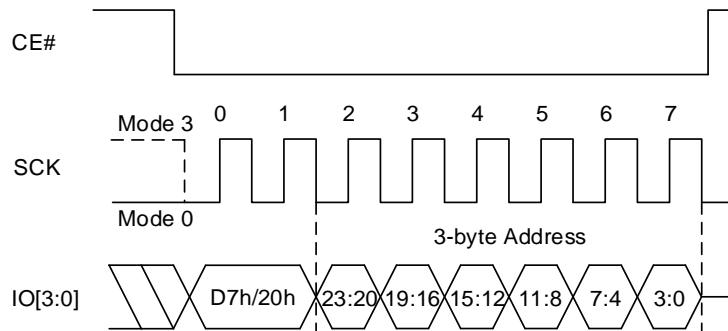 CE#
0 1 2 3 4 5 6 7
Mode 3
SCK
Mode 0
3-byte Address
IO[3:0] D7h/20h 23:20 19:16 15:12 11:8 7:4 3:0